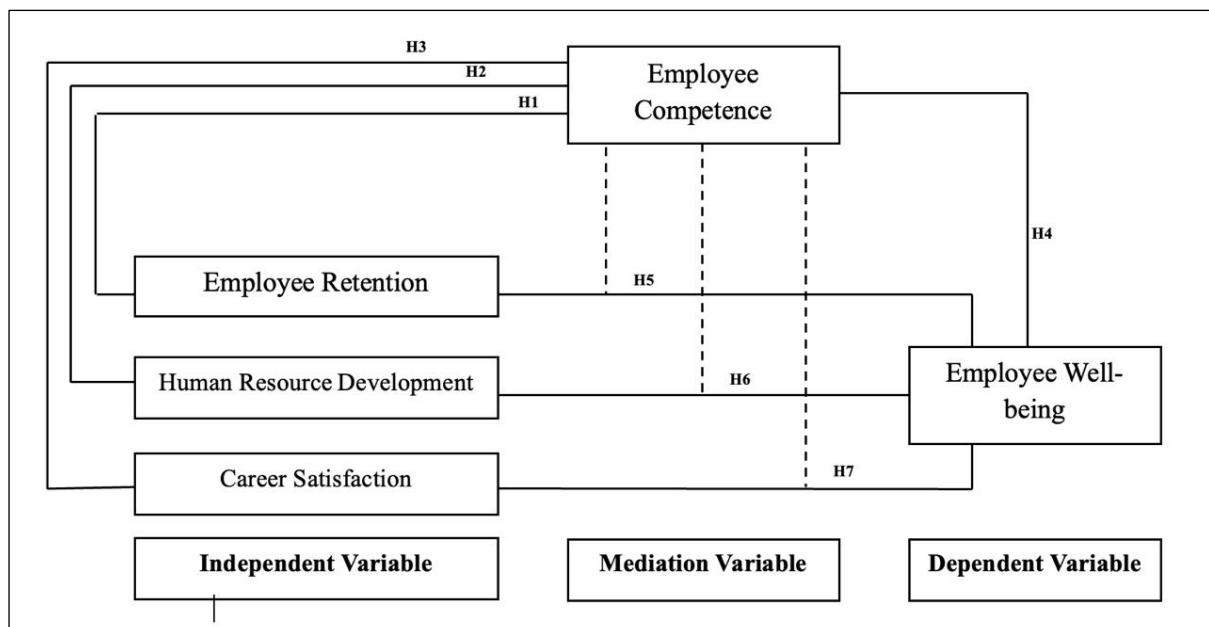 H3
H2
H1
Employee
Competence
H4
Employee Retention
H5
Human Resource Development
H6
Employee Well-
being
Career Satisfaction
H7
Independent Variable
Mediation Variable
Dependent Variable